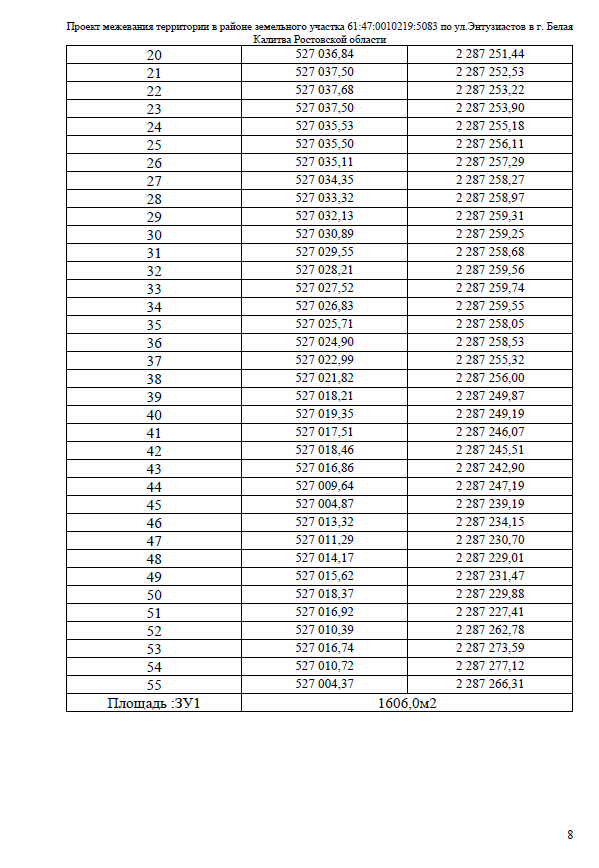 Проект межевания территории в районе земельного участка 61:47:0010219:5083 по ул.Энтузиастов в г. Белая
Калитва Ростовской области
20 527 036,84 2 287 251,44
21 527 037,50 2 287 252,53
22 527 037,68 2 287 253,22
23 527 037,50 2 287 253,90
24 527 035,53 2 287 255,18
25 527 035,50 2 287 256,11
26 527 035,11 2 287 257,29
27 527 034,35 2 287 258,27
28 527 033,32 2 287 258,97
29 527 032,13 2 287 259,31
30 527 030,89 2 287 259,25
31 527 029,55 2 287 258,68
32 527 028,21 2 287 259,56
33 527 027,52 2 287 259,74
34 527 026,83 2 287 259,55
35 527 025,71 2 287 258,05
36 527 024,90 2 287 258,53
37 527 022,99 2 287 255,32
38 527 021,82 2 287 256,00
39 527 018,21 2 287 249,87
40 527 019,35 2 287 249,19
41 527 017,51 2 287 246,07
42 527 018,46 2 287 245,51
43 527 016,86 2 287 242,90
44 527 009,64 2 287 247,19
45 527 004,87 2 287 239,19
46 527 013,32 2 287 234,15
47 527 011,29 2 287 230,70
48 527 014,17 2 287 229,01
49 527 015,62 2 287 231,47
50 527 018,37 2 287 229,88
51 527 016,92 2 287 227,41
52 527 010,39 2 287 262,78
53 527 016,74 2 287 273,59
54 527 010,72 2 287 277,12
55 527 004,37 2 287 266,31
Площадь :ЗУ1 1606,0м2
8